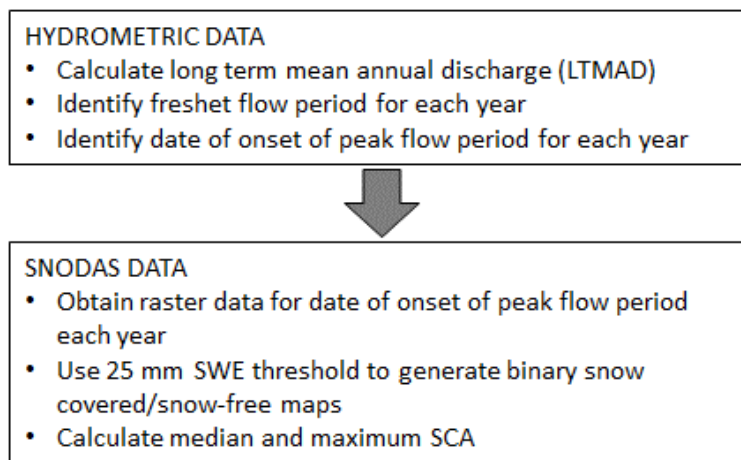 HYDROMETRIC DATA
• Calculate long term mean annual discharge (LTMAD)
• Identify freshet flow period for each year
• Identify date of onset of peak flow period for each year
SNODAS DATA
• Obtain raster data for date of onset of peak flow period
each year
• Use 25 mm SWE threshold to generate binary snow
covered/snow-free maps
• Calculate median and maximum SCA